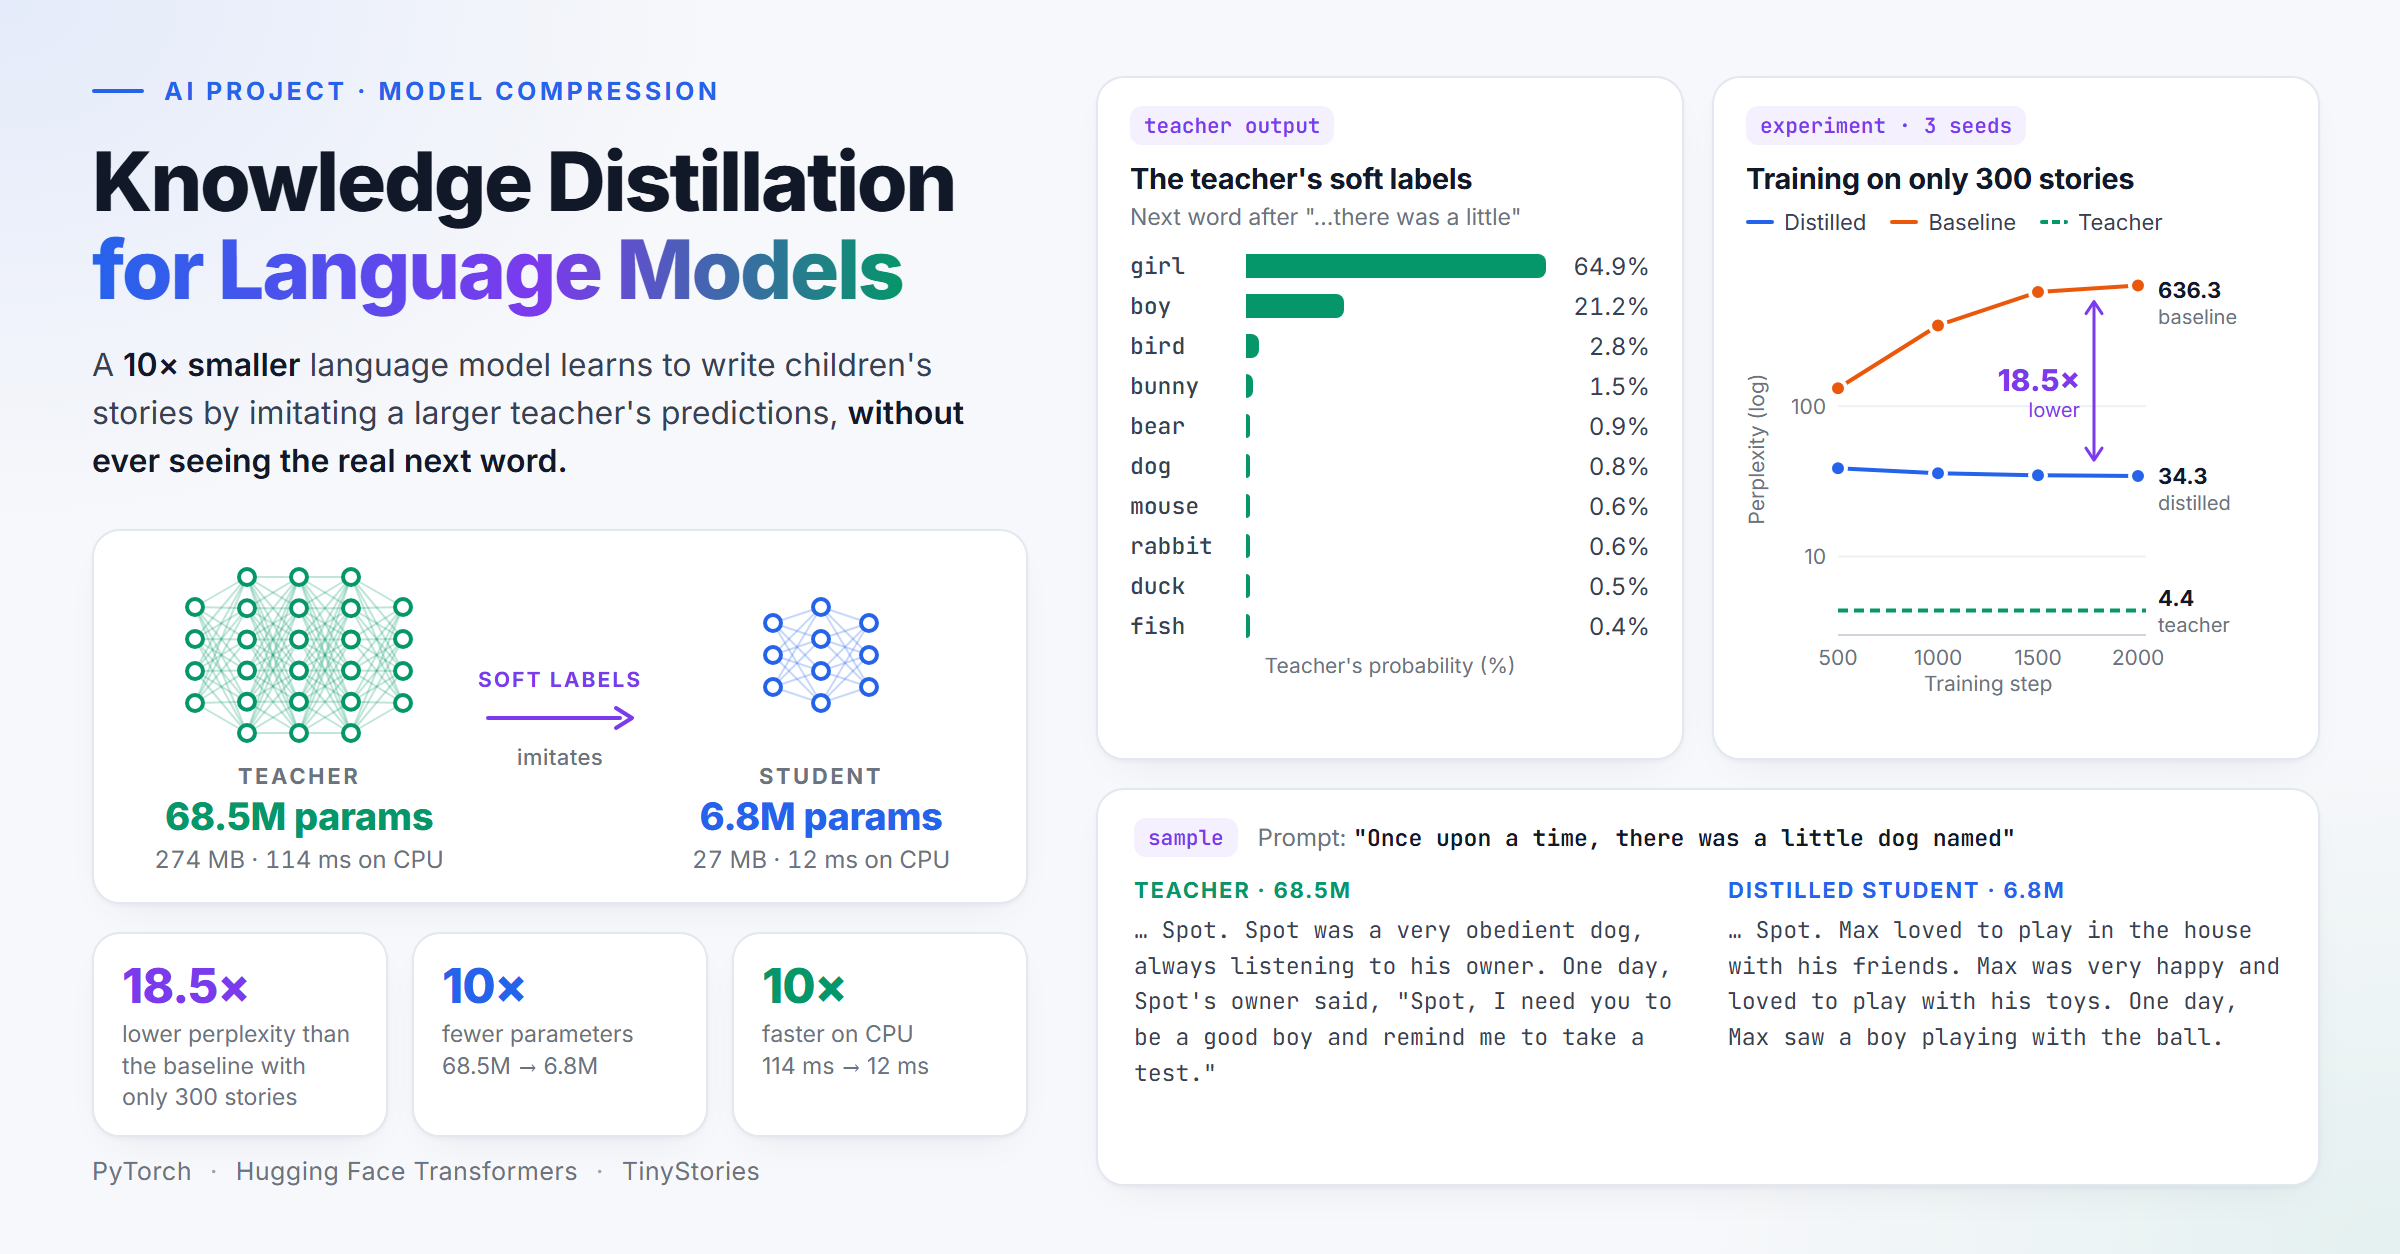 AI PROJECT · MODEL COMPRESSION
Knowledge Distillation
for Language Models
A 10× smaller language model learns to write children's
stories by imitating a larger teacher's predictions, without
ever seeing the real next word.
SOFT LABELS
imitates
TEACHER
68.5M params
274 MB · 114 ms on CPU
STUDENT
6.8M params
27 MB · 12 ms on CPU
18.5×
lower perplexity than
the baseline with
only 300 stories
10×
fewer parameters
68.5M → 6.8M
10×
faster on CPU
114 ms → 12 ms
PyTorch · Hugging Face Transformers · TinyStories
teacher output
The teacher's soft labels
Next word after "...there was a little"
girl 64.9%
boy 21.2%
bird 2.8%
bunny 1.5%
bear 0.9%
dog 0.8%
mouse 0.6%
rabbit 0.6%
duck 0.5%
fish 0.4%
Teacher's probability (%)
experiment · 3 seeds
Training on only 300 stories
Distilled Baseline Teacher
636.3
baseline
18.5×
lower
Perplexity (log)
100
34.3
distilled
10
4.4
teacher
500 1000 1500 2000
Training step
sample Prompt: "Once upon a time, there was a little dog named"
TEACHER · 68.5M
… Spot. Spot was a very obedient dog,
always listening to his owner. One day,
Spot's owner said, "Spot, I need you to
be a good boy and remind me to take a
test."
DISTILLED STUDENT · 6.8M
… Spot. Max loved to play in the house
with his friends. Max was very happy and
loved to play with his toys. One day,
Max saw a boy playing with the ball.